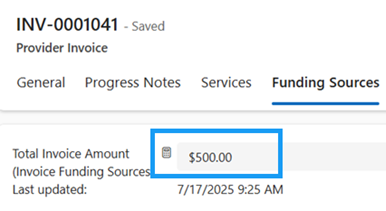 INV-0001041 - Saved
Provider Invoice
General Progress Notes Services Funding Sources
Total Invoice Amount
$500.00
(Invoice Funding Sources
Last updated: 7/17/2025 9:25 AM